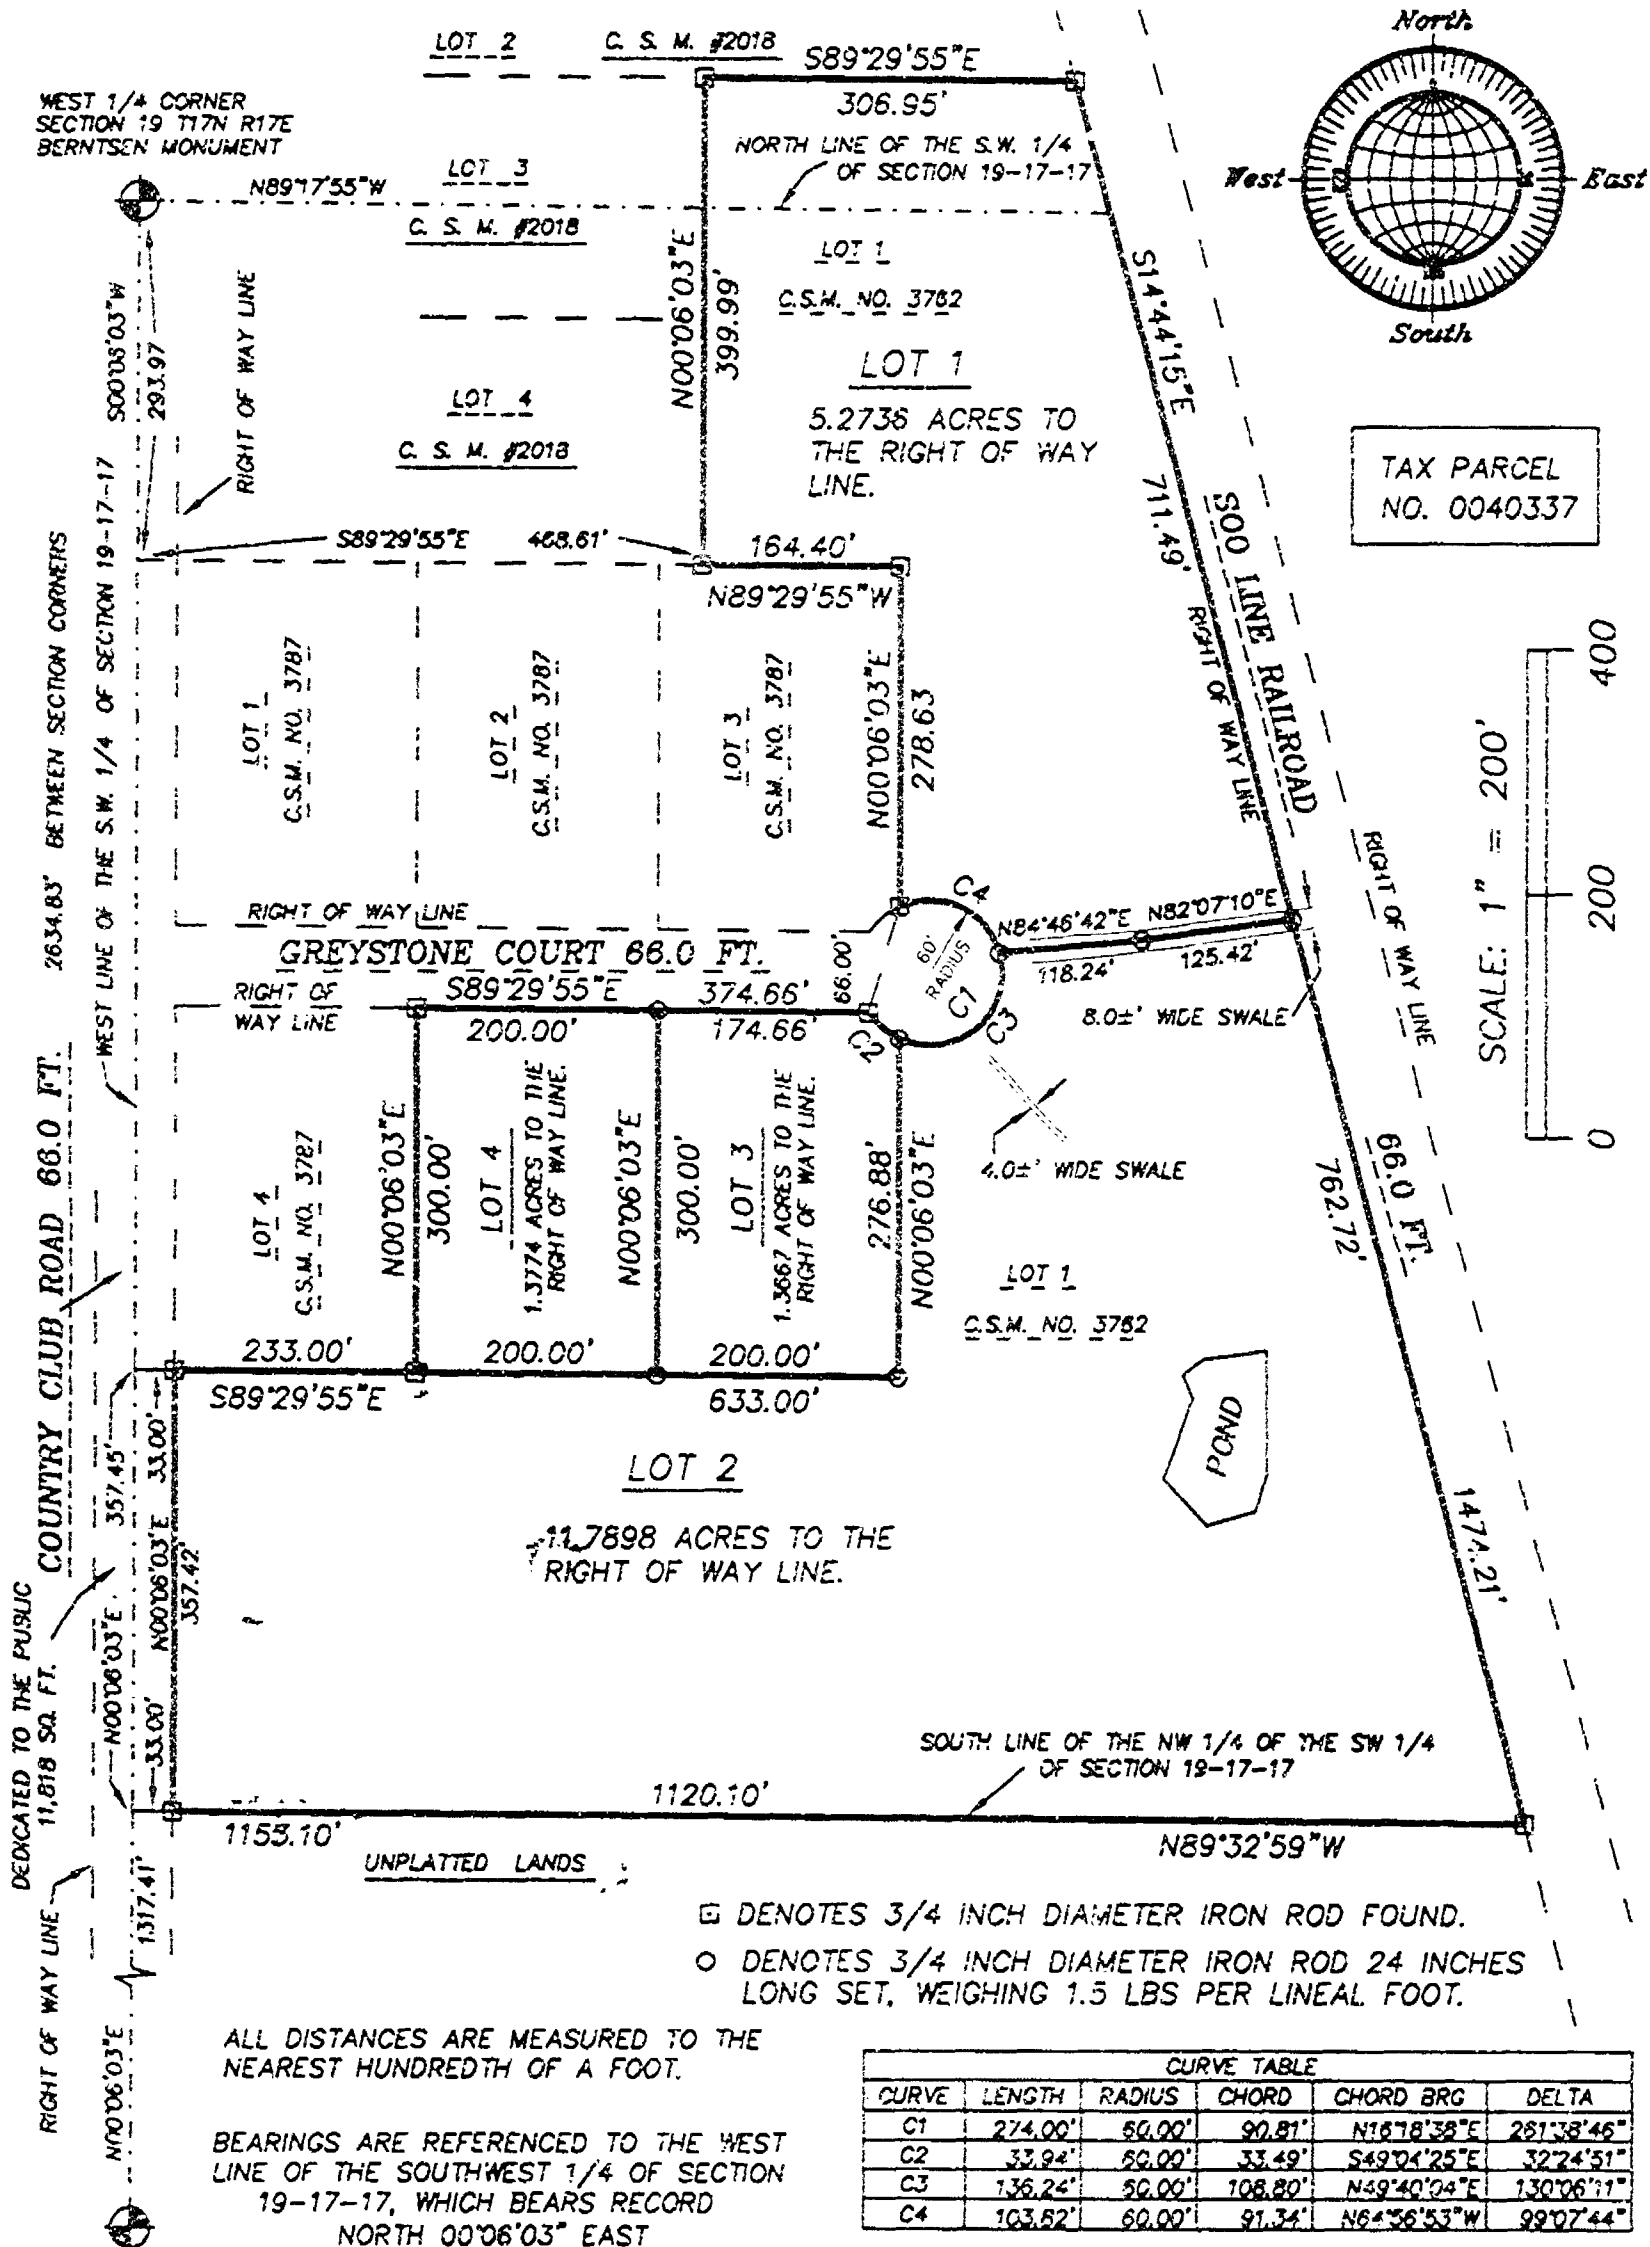 LOT 2
C. S. M. #2018
S89°29'55"E
306.95'
North
West
East
South
WEST 1/4 CORNER
SECTION 19 T17N R17E
BERNTSEN MONUMENT
N89°17'55"W
LOT 3
C. S. M. #2018
NORTH LINE OF THE S.W. 1/4
OF SECTION 19-17-17
LOT 1
C.S.M. NO. 3762
N00°06'03"E
399.99'
S14°44'15"E
711.49'
S00°06'03"W
293.97
RIGHT OF WAY LINE
LOT 4
C. S. M. #2018
LOT 1
5.2736 ACRES TO
THE RIGHT OF WAY
LINE.
TAX PARCEL
NO. 0040337
S89°29'55"E
468.61'
164.40'
N89°29'55"W
2634.83' BETWEEN SECTION CORNERS
WEST LINE OF THE S.W. 1/4 OF SECTION 19-17-17
LOT 1
C.S.M. NO. 3787
LOT 2
C.S.M. NO. 3787
LOT 3
C.S.M. NO. 3787
N00°06'03"E
278.63
SOO LINE RAILROAD
RIGHT OF WAY LINE
RIGHT OF WAY LINE
66.0 FT.
SCALE: 1" = 200'
0
200
400
RIGHT OF WAY LINE
GREYSTONE COURT 66.0 FT.
RIGHT OF
WAY LINE
S89°29'55"E
374.66'
200.00'
174.66'
66.00'
C4
60'
RADIUS
C1
C2
C3
N84°46'42"E
118.24'
N82°07'10"E
125.42'
8.0±' WIDE SWALE
4.0±' WIDE SWALE
COUNTRY CLUB ROAD 66.0 FT.
LOT 4
C.S.M. NO. 3787
N00°06'03"E
300.00'
LOT 4
1.3774 ACRES TO THE
RIGHT OF WAY LINE.
N00°06'03"E
300.00'
LOT 3
1.3667 ACRES TO THE
RIGHT OF WAY LINE.
276.88'
N00°06'03"E
LOT 1
C.S.M. NO. 3762
762.72'
1474.21'
233.00'
200.00'
200.00'
S89°29'55"E
633.00'
POND
LOT 2
11.7898 ACRES TO THE
RIGHT OF WAY LINE.
357.45'
33.00'
N00°06'03"E
357.42'
N00°06'03"E
33.00'
DEDICATED TO THE PUBLIC
11,818 SQ. FT.
SOUTH LINE OF THE NW 1/4 OF THE SW 1/4
OF SECTION 19-17-17
1120.10'
1153.10'
N89°32'59"W
UNPLATTED LANDS
RIGHT OF WAY LINE
1317.41'
N00°06'03"E
DENOTES 3/4 INCH DIAMETER IRON ROD FOUND.
DENOTES 3/4 INCH DIAMETER IRON ROD 24 INCHES
LONG SET, WEIGHING 1.5 LBS PER LINEAL FOOT.
ALL DISTANCES ARE MEASURED TO THE
NEAREST HUNDREDTH OF A FOOT.
BEARINGS ARE REFERENCED TO THE WEST
LINE OF THE SOUTHWEST 1/4 OF SECTION
19-17-17, WHICH BEARS RECORD
NORTH 00°06'03" EAST
CURVE TABLE
CURVE LENGTH RADIUS CHORD CHORD BRG DELTA
C1 274.00' 60.00' 90.81' N16°18'38"E 261°38'46"
C2 33.94' 60.00' 33.49' S49°04'25"E 32°24'51"
C3 136.24' 60.00' 108.80' N49°40'04"E 130°06'11"
C4 103.82' 60.00' 91.34' N64°56'53"W 99°07'44"